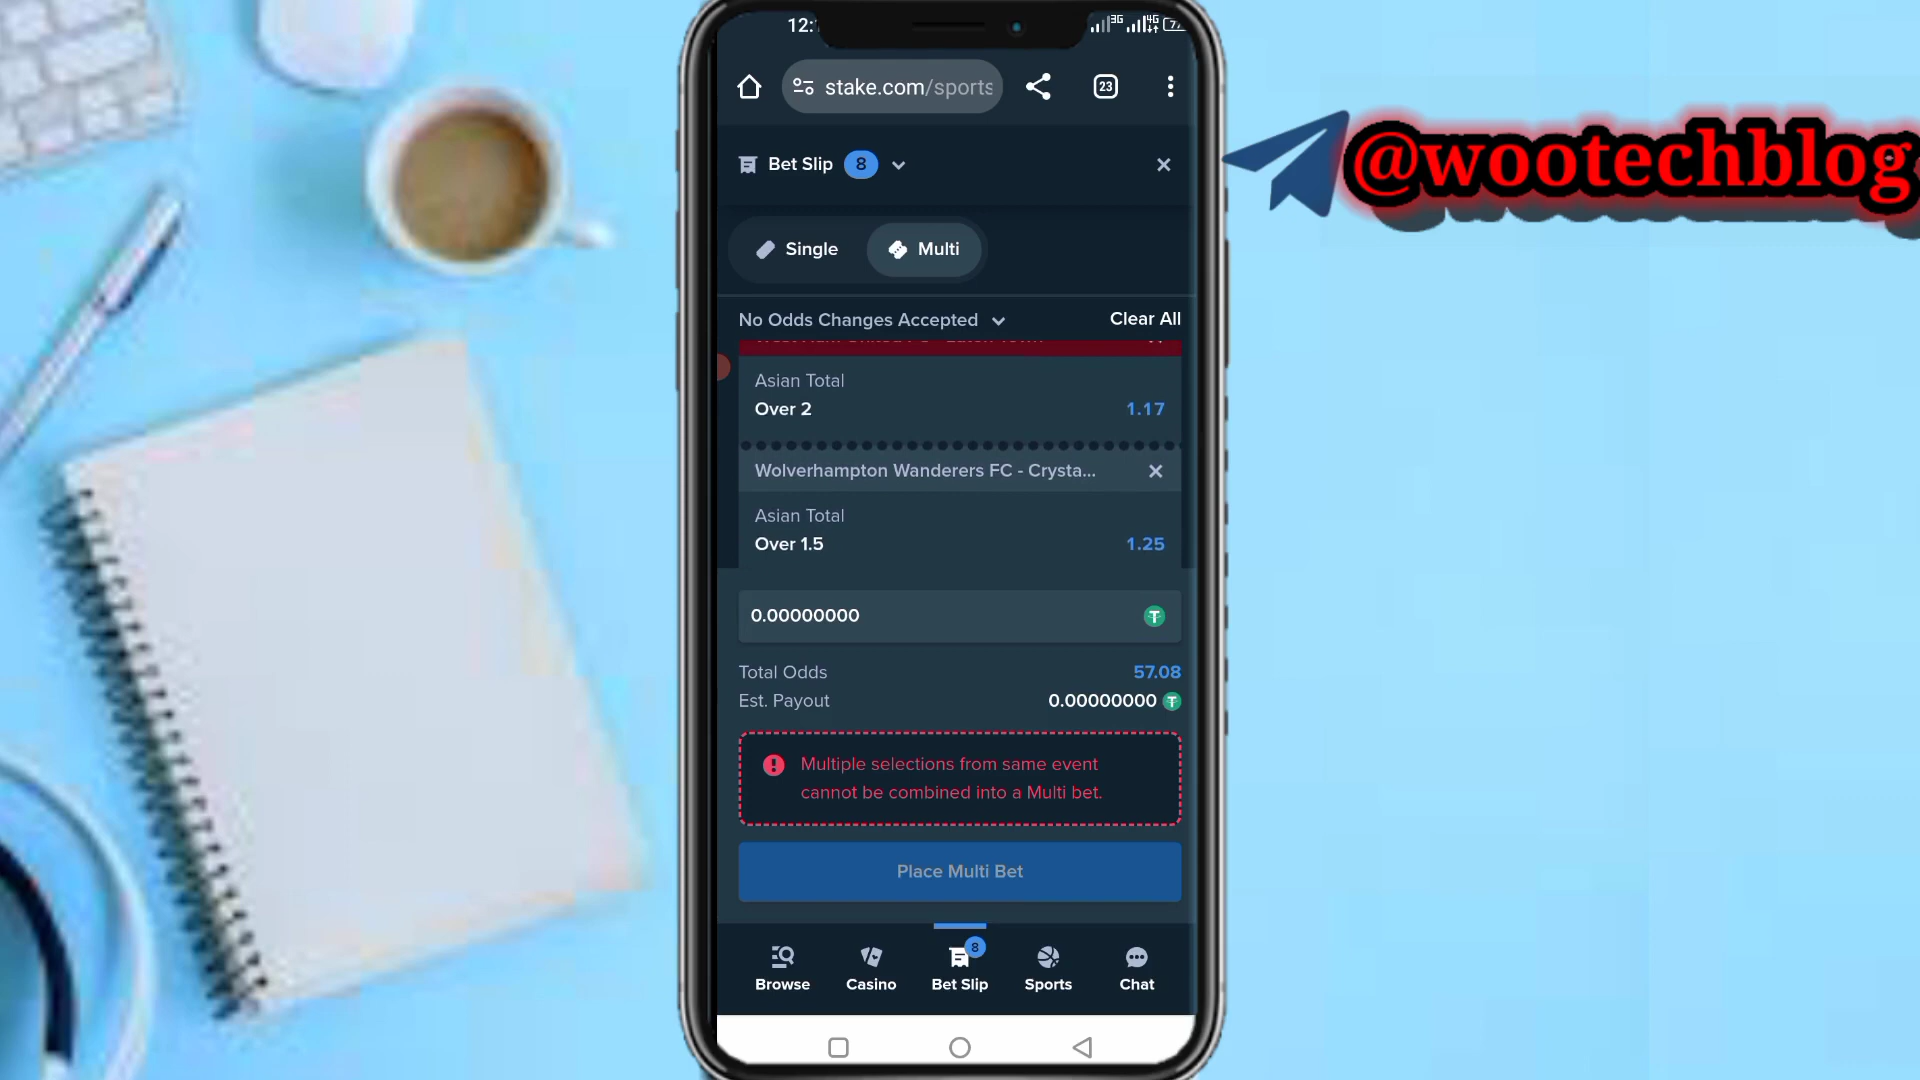 12:
3G
4G
stake.com/sports
23
@wootechblog
Bet Slip 8
Single
Multi
No Odds Changes Accepted
Clear All
Asian Total
Over 2
1.17
Wolverhampton Wanderers FC - Crysta...
Asian Total
Over 1.5
1.25
0.00000000
Total Odds
57.08
Est. Payout
0.00000000
Multiple selections from same event
cannot be combined into a Multi bet.
Place Multi Bet
8
Browse
Casino
Bet Slip
Sports
Chat